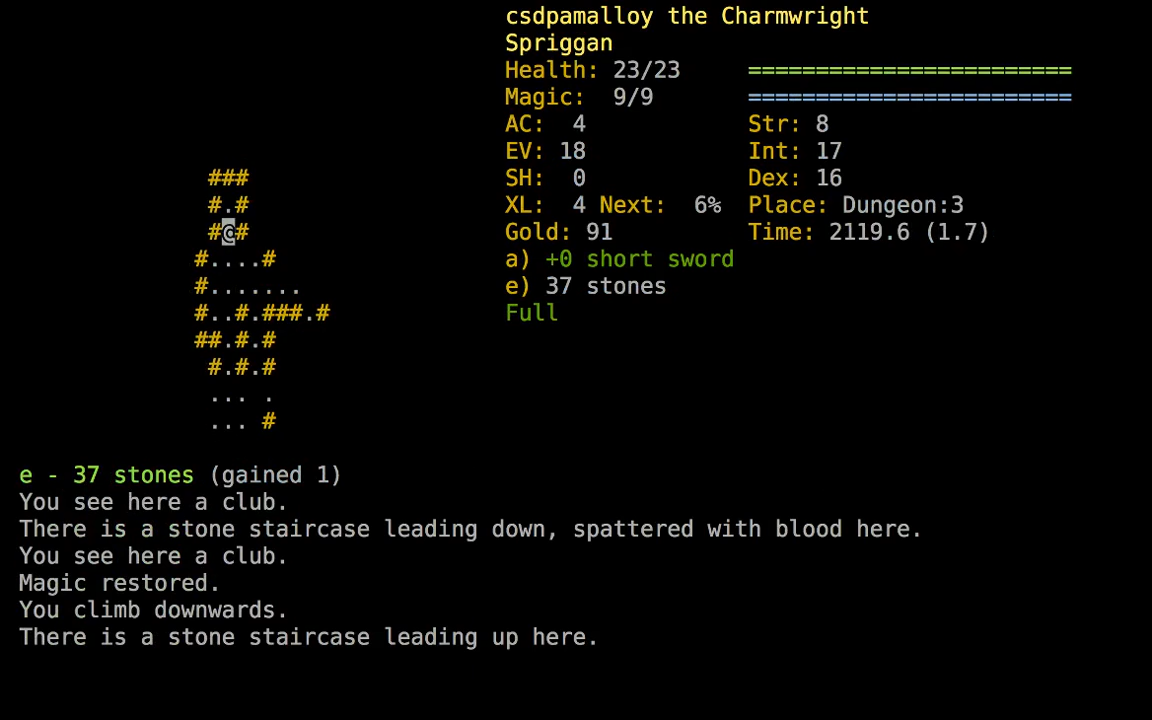 csdpamalloy the Charmwright
Spriggan
Health: 23/23 ========================
Magic:  9/9 ========================
AC:  4 Str: 8
EV: 18 Int: 17
SH:  0 Dex: 16
XL:  4 Next:  6% Place: Dungeon:3
Gold: 91 Time: 2119.6 (1.7)
a) +0 short sword
e) 37 stones
Full
###
#.#
#@#
#....#
#.......
#..#.###.#
##.#.#
#.#.#
... .
... #
e - 37 stones (gained 1)
You see here a club.
There is a stone staircase leading down, spattered with blood here.
You see here a club.
Magic restored.
You climb downwards.
There is a stone staircase leading up here.